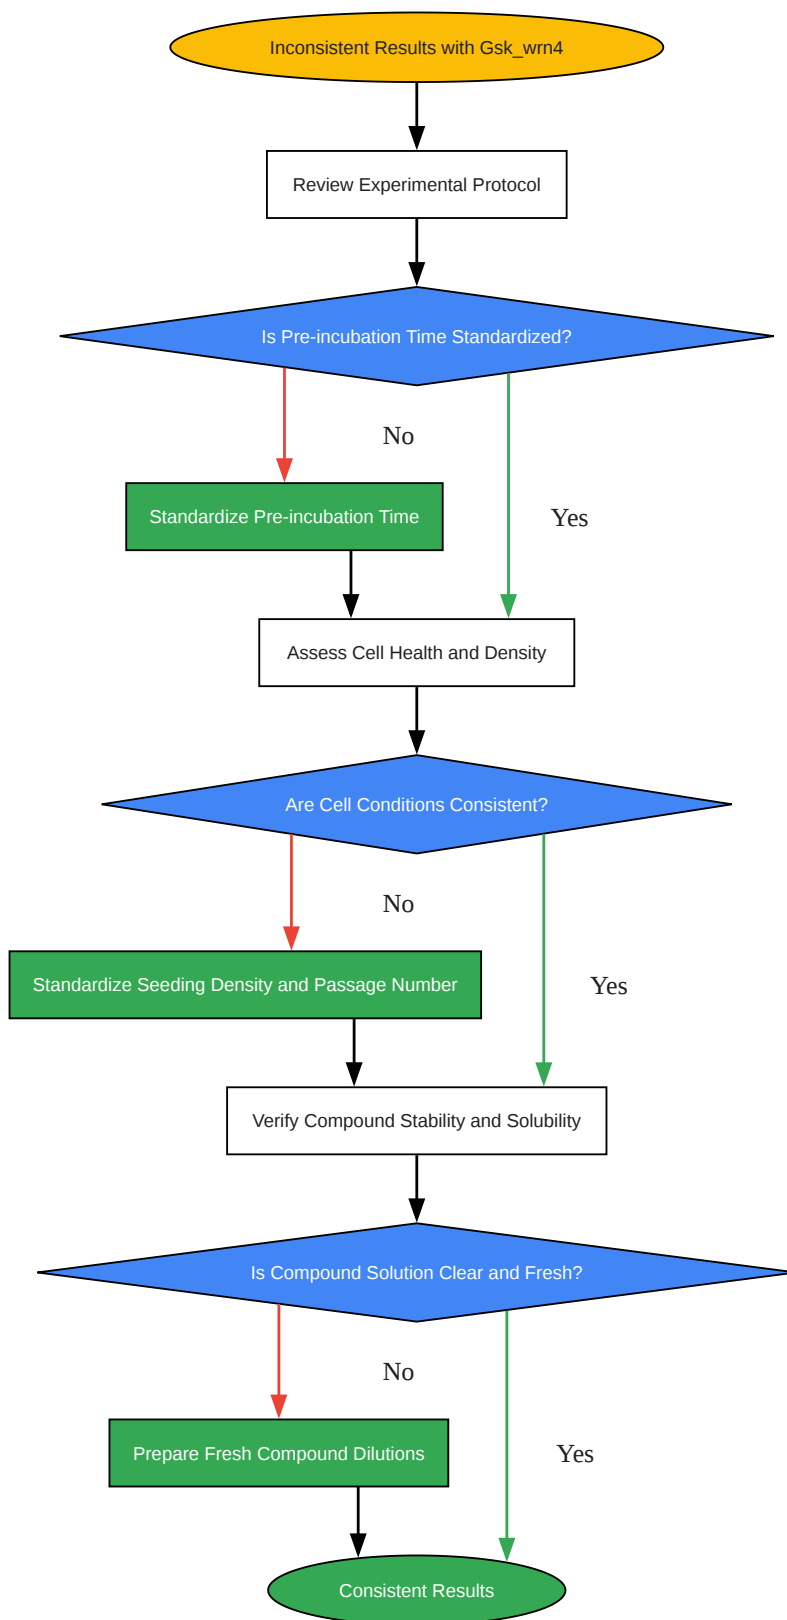 Inconsistent Results with Gsk_wrn4
Review Experimental Protocol
Is Pre-incubation Time Standardized?
No
Standardize Pre-incubation Time
Yes
Assess Cell Health and Density
Are Cell Conditions Consistent?
No
Standardize Seeding Density and Passage Number
Yes
Verify Compound Stability and Solubility
Is Compound Solution Clear and Fresh?
No
Prepare Fresh Compound Dilutions
Yes
Consistent Results